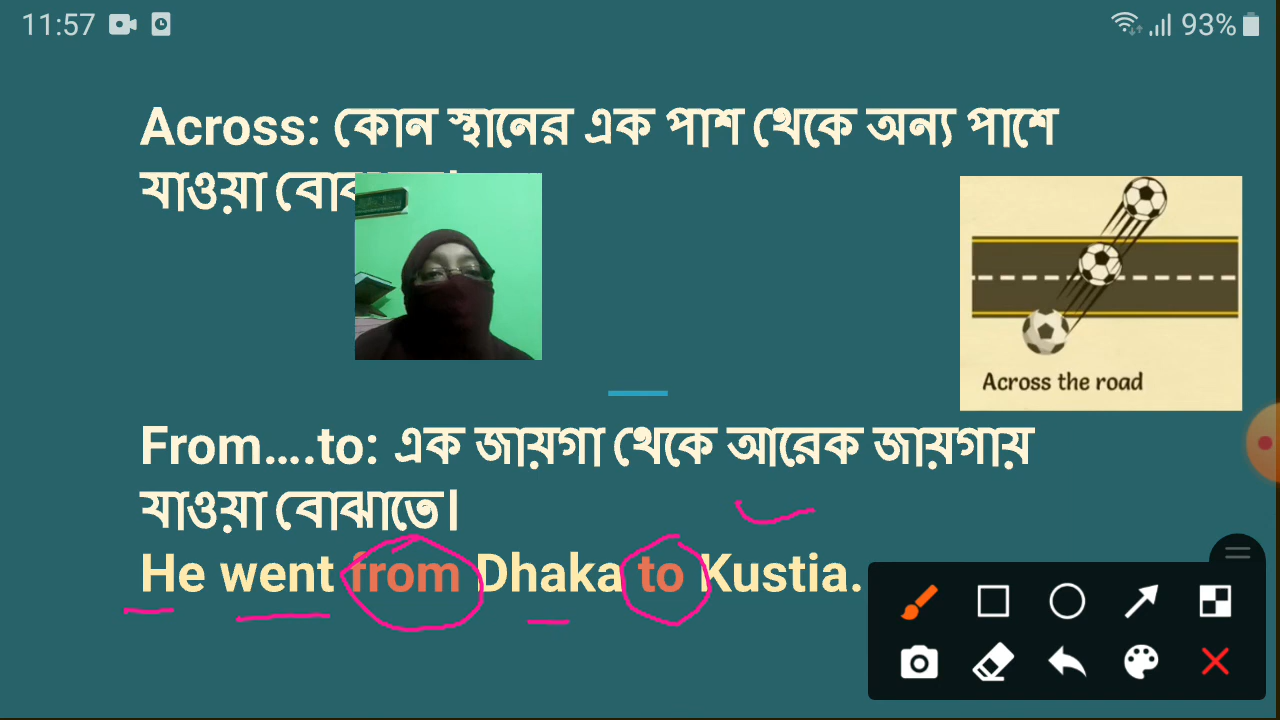 11:57
93%
Across: কোন স্থানের এক পাশ থেকে অন্য পাশে
যাওয়া
Across the road
From....to: এক জায়গা থেকে আরেক জায়গায়
যাওয়া বোঝাতে।
He went from Dhaka to Kustia.